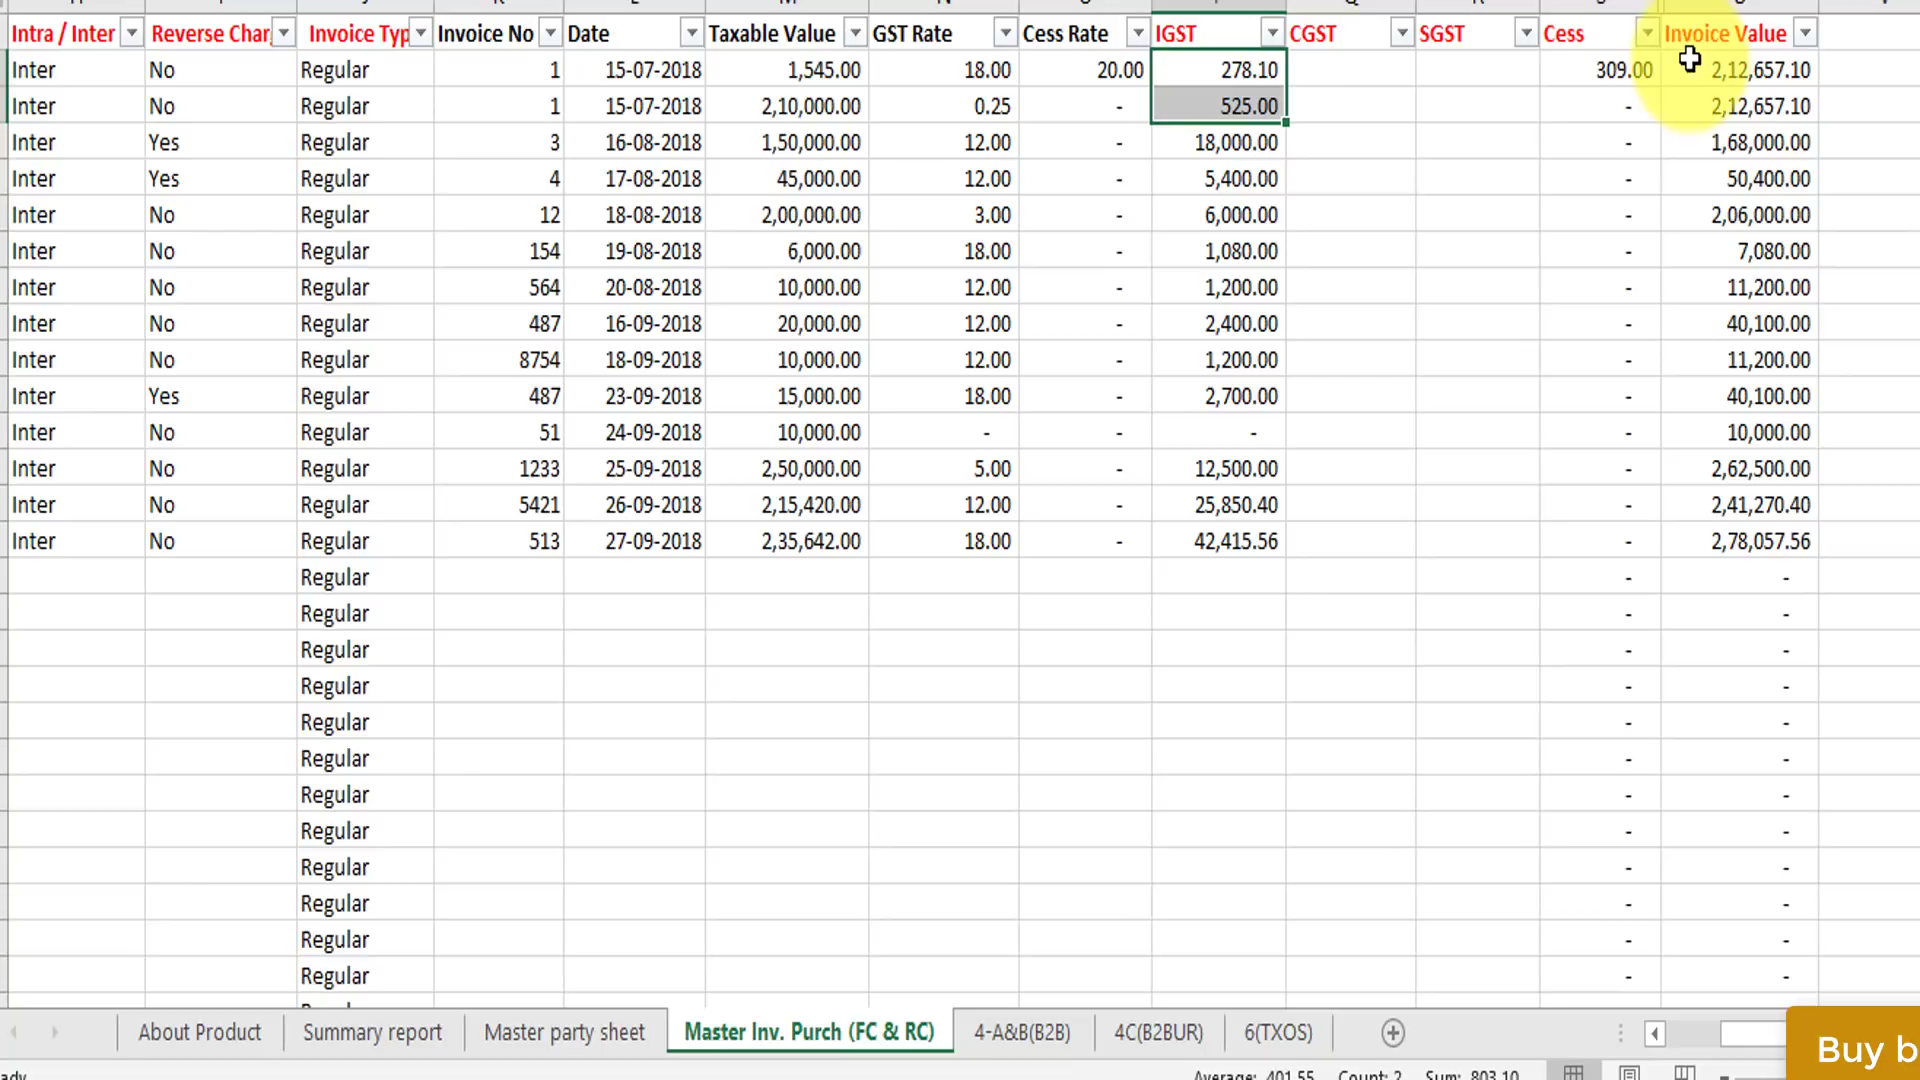 Intra / Inter Reverse Char Invoice Typ Invoice No Date Taxable Value GST Rate Cess Rate IGST CGST SGST Cess Invoice Value
Inter No Regular 1 15-07-2018 1,545.00 18.00 20.00 278.10 309.00 2,12,657.10
Inter No Regular 1 15-07-2018 2,10,000.00 0.25 - 525.00 - 2,12,657.10
Inter Yes Regular 3 16-08-2018 1,50,000.00 12.00 - 18,000.00 - 1,68,000.00
Inter Yes Regular 4 17-08-2018 45,000.00 12.00 - 5,400.00 - 50,400.00
Inter No Regular 12 18-08-2018 2,00,000.00 3.00 - 6,000.00 - 2,06,000.00
Inter No Regular 154 19-08-2018 6,000.00 18.00 - 1,080.00 - 7,080.00
Inter No Regular 564 20-08-2018 10,000.00 12.00 - 1,200.00 - 11,200.00
Inter No Regular 487 16-09-2018 20,000.00 12.00 - 2,400.00 - 40,100.00
Inter No Regular 8754 18-09-2018 10,000.00 12.00 - 1,200.00 - 11,200.00
Inter Yes Regular 487 23-09-2018 15,000.00 18.00 - 2,700.00 - 40,100.00
Inter No Regular 51 24-09-2018 10,000.00 - - - - 10,000.00
Inter No Regular 1233 25-09-2018 2,50,000.00 5.00 - 12,500.00 - 2,62,500.00
Inter No Regular 5421 26-09-2018 2,15,420.00 12.00 - 25,850.40 - 2,41,270.40
Inter No Regular 513 27-09-2018 2,35,642.00 18.00 - 42,415.56 - 2,78,057.56
Regular - -
Regular - -
Regular - -
Regular - -
Regular - -
Regular - -
Regular - -
Regular - -
Regular - -
Regular - -
Regular - -
Regular - -
About Product Summary report Master party sheet Master Inv. Purch (FC & RC) 4-A&B(B2B) 4C(B2BUR) 6(TXOS)
Buy b
Average: 401.55 Count: 2 Sum: 803.10